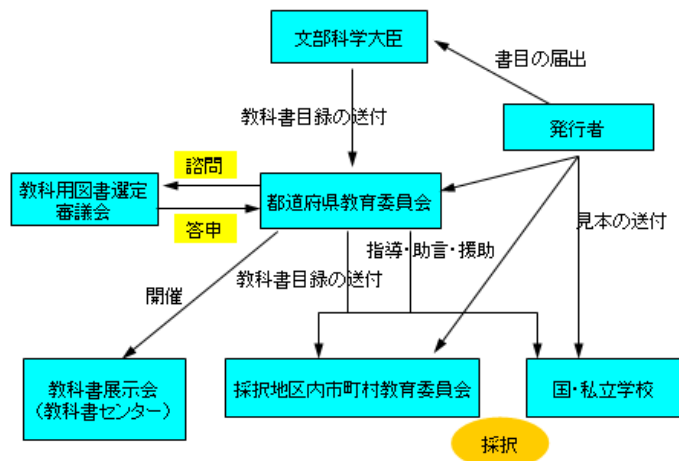 文部科学大臣
書目の届出
教科書目録の送付
発行者
諮問
教科用図書選定
審議会
都道府県教育委員会
答申
見本の送付
指導・助言・援助
教科書目録の送付
開催
教科書展示会
（教科書センター）
採択地区内市町村教育委員会
国・私立学校
採択